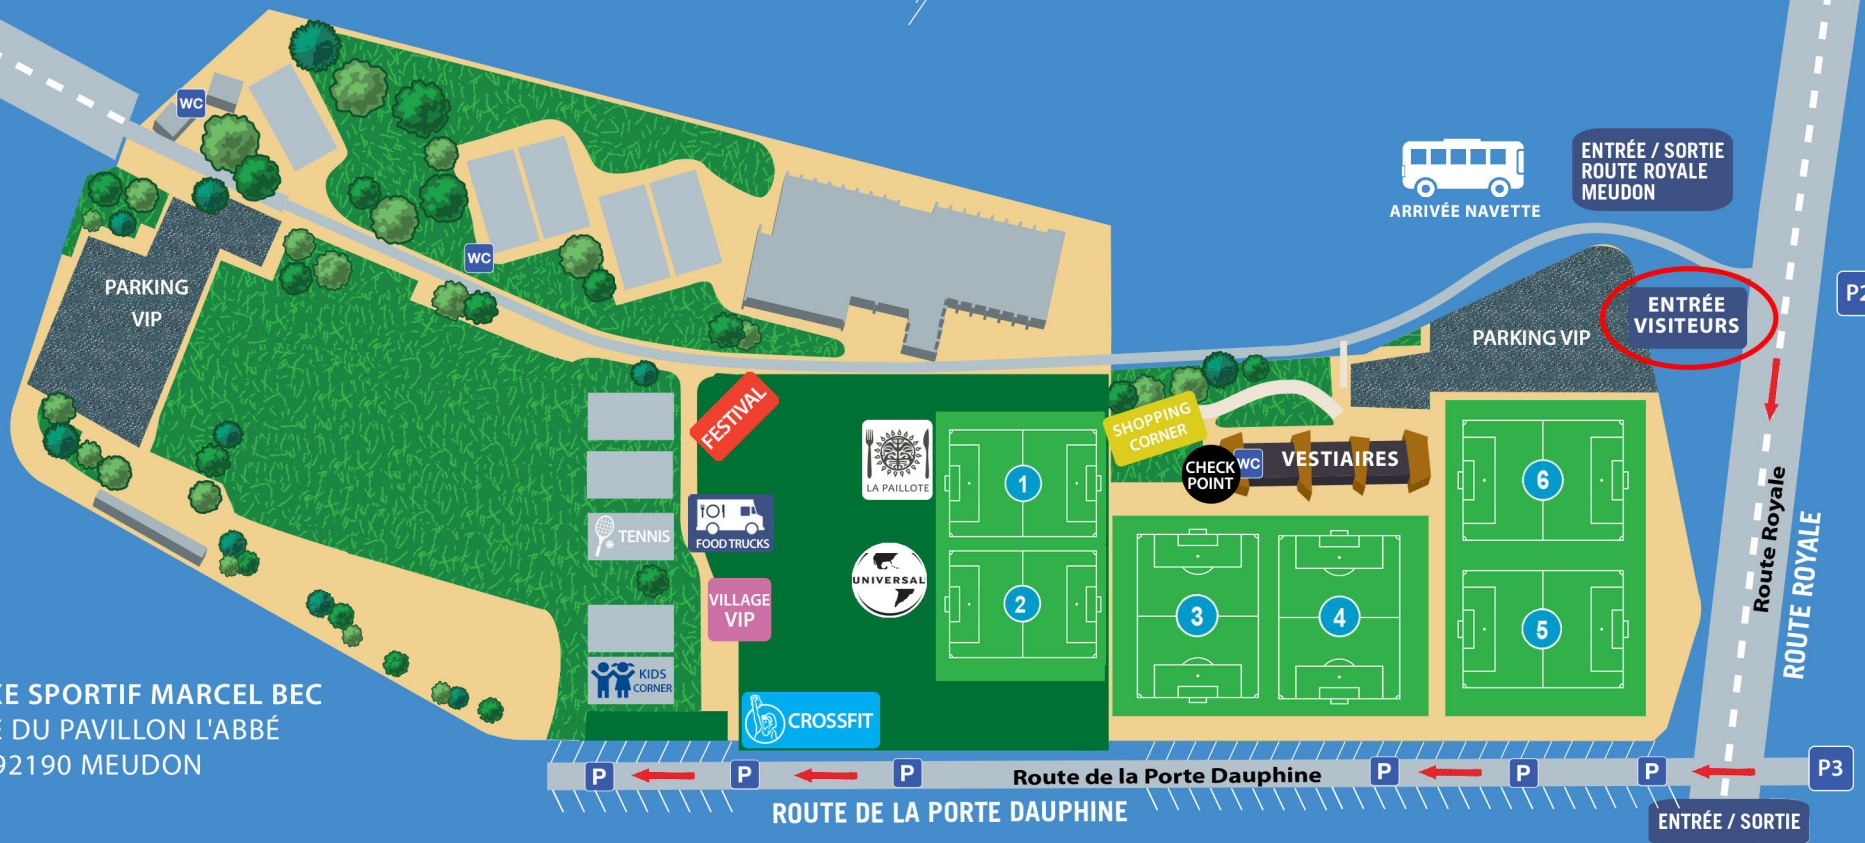 WC
PARKING
VIP
WC
ARRIVÉE NAVETTE
ENTRÉE / SORTIE
ROUTE ROYALE
MEUDON
P2
ENTRÉE
VISITEURS
PARKING VIP
FESTIVAL
LA PAILLOTE
SHOPPING
CORNER
CHECK
POINT
WC
VESTIAIRES
1
6
TENNIS
FOOD TRUCKS
UNIVERSAL
VILLAGE
VIP
2
3
4
5
Route Royale
ROUTE ROYALE
KIDS
CORNER
CROSSFIT
XE SPORTIF MARCEL BEC
E DU PAVILLON L'ABBÉ
92190 MEUDON
P
P
P
Route de la Porte Dauphine
P
P
P
P3
ROUTE DE LA PORTE DAUPHINE
ENTRÉE / SORTIE